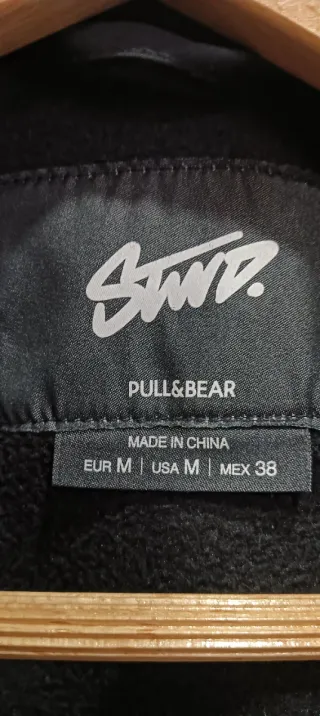 STWD.
PULL&BEAR
MADE IN CHINA
EUR M | USA M | MEX 38